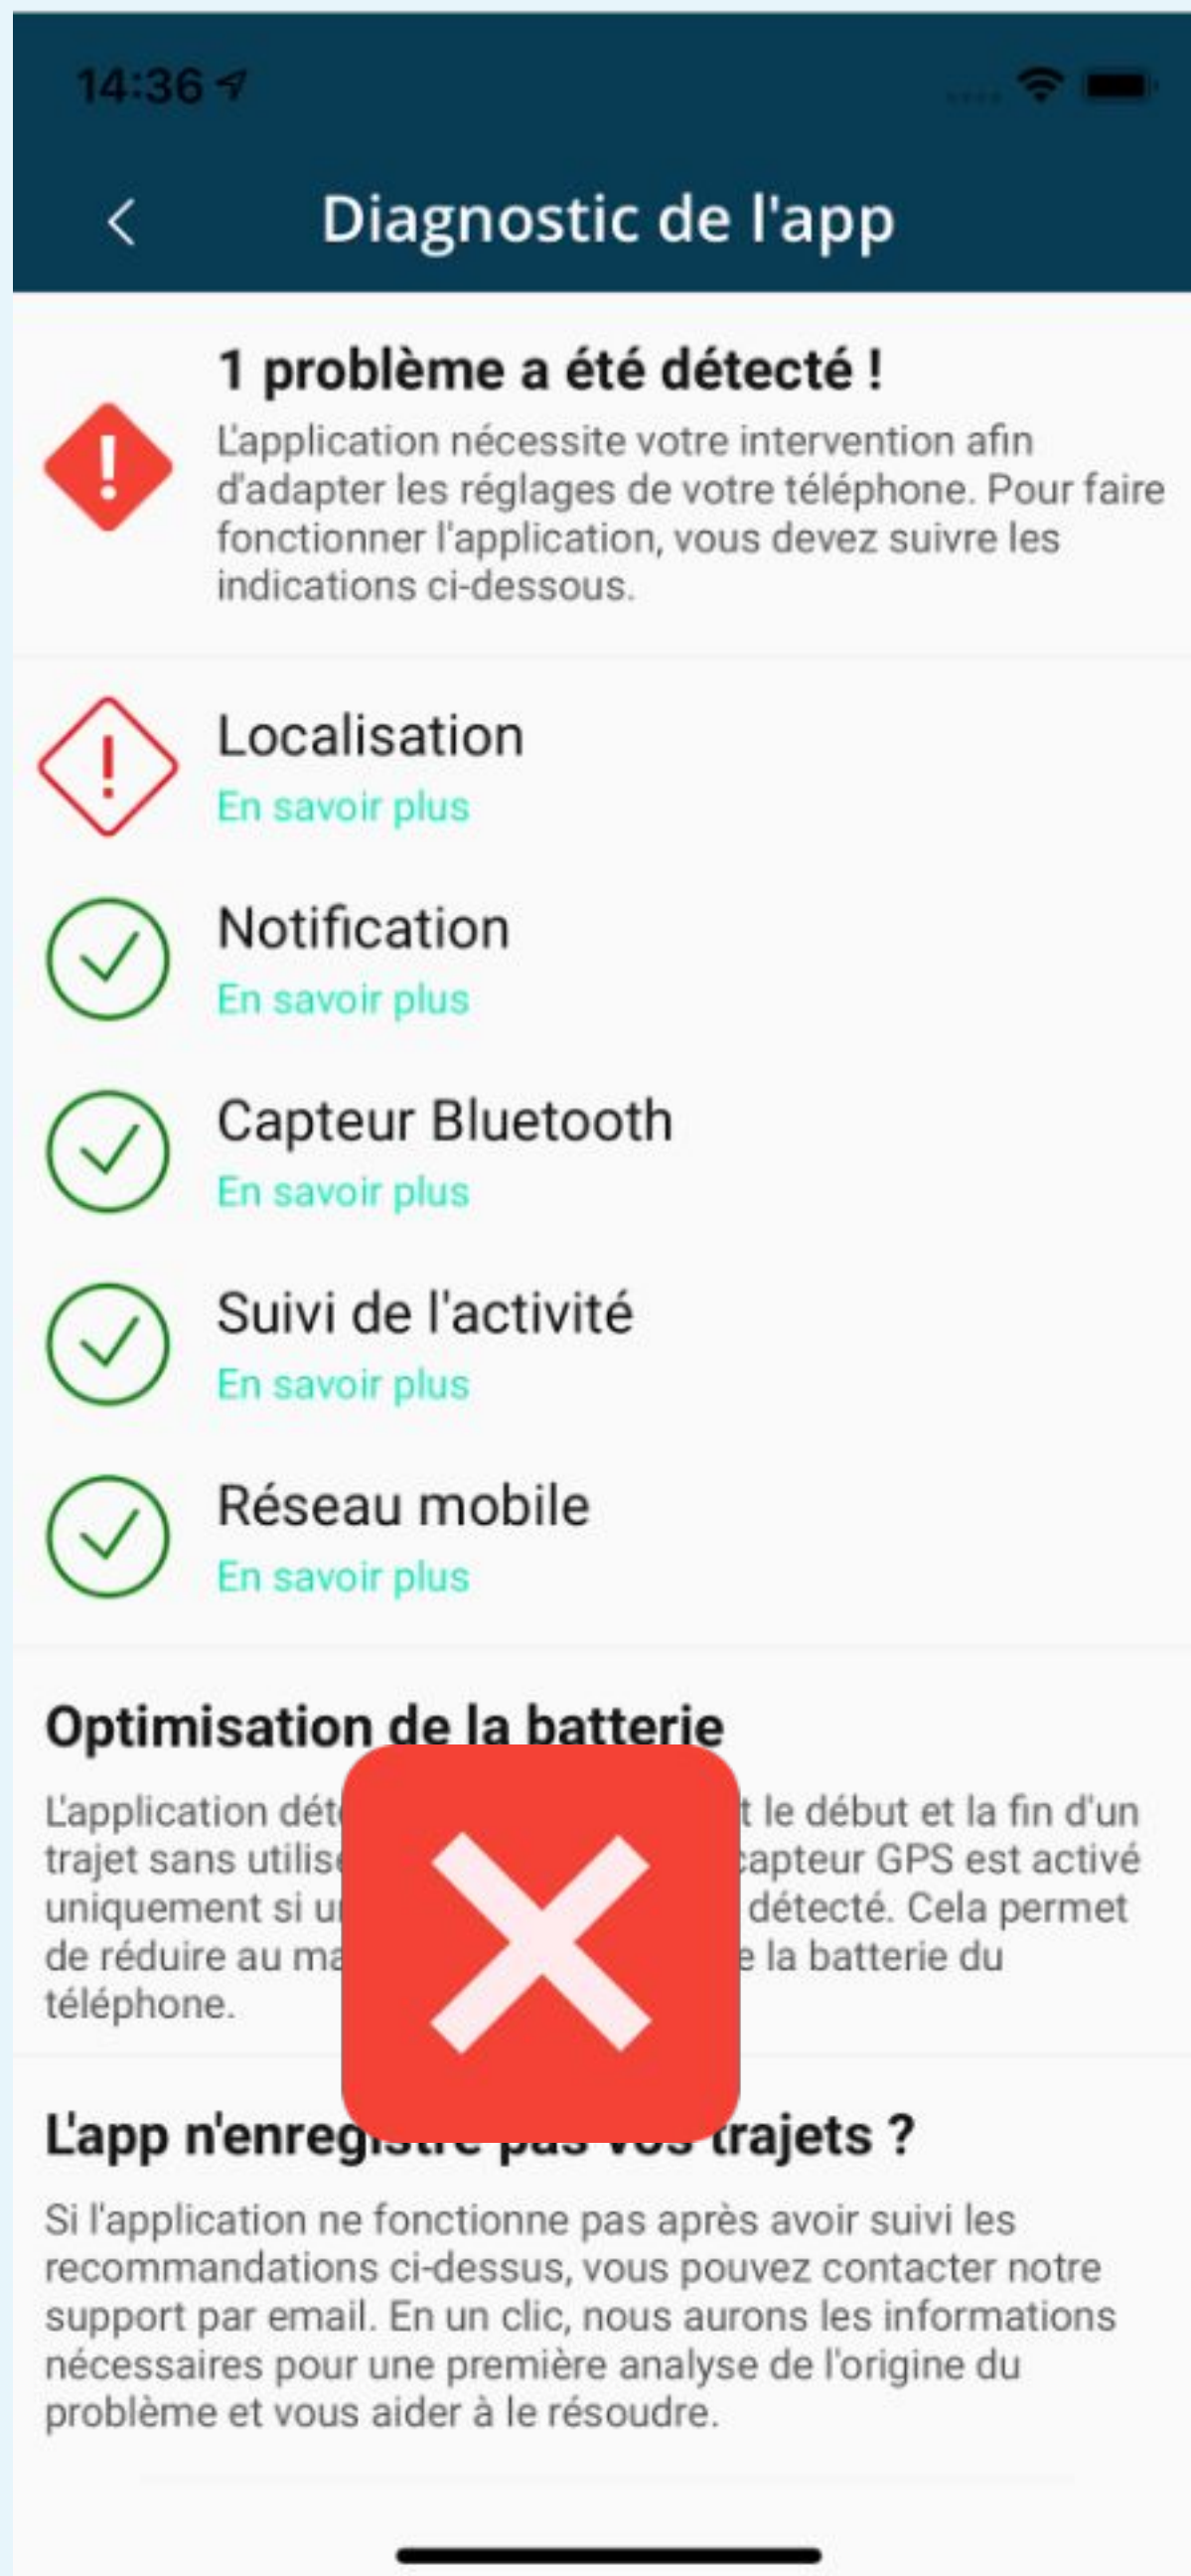 14:36
Diagnostic de l'app
1 problème a été détecté !
L'application nécessite votre intervention afin
d'adapter les réglages de votre téléphone. Pour faire
fonctionner l'application, vous devez suivre les
indications ci-dessous.
Localisation
En savoir plus
Notification
En savoir plus
Capteur Bluetooth
En savoir plus
Suivi de l'activité
En savoir plus
Réseau mobile
En savoir plus
Optimisation de la batterie
L'application le début et la fin d'un
trajet sans capteur GPS est activé
uniquement si détecté. Cela permet
de réduire au la batterie du
téléphone.
L'app n'enregistre pas vos trajets ?
Si l'application ne fonctionne pas après avoir suivi les
recommandations ci-dessus, vous pouvez contacter notre
support par email. En un clic, nous aurons les informations
nécessaires pour une première analyse de l'origine du
problème et vous aider à le résoudre.